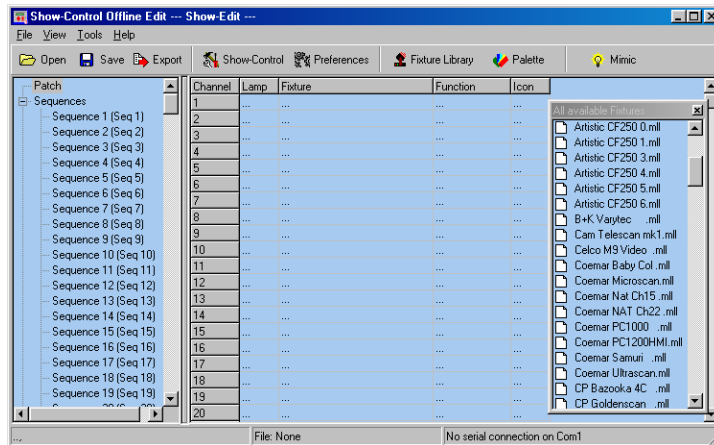 Show-Control Offline Edit --- Show-Edit ---
File View Tools Help
Open Save Export Show-Control Preferences Fixture Library Palette Mimic
Patch
Sequences
Sequence 1 (Seq 1)
Sequence 2 (Seq 2)
Sequence 3 (Seq 3)
Sequence 4 (Seq 4)
Sequence 5 (Seq 5)
Sequence 6 (Seq 6)
Sequence 7 (Seq 7)
Sequence 8 (Seq 8)
Sequence 9 (Seq 9)
Sequence 10 (Seq 10)
Sequence 11 (Seq 11)
Sequence 12 (Seq 12)
Sequence 13 (Seq 13)
Sequence 14 (Seq 14)
Sequence 15 (Seq 15)
Sequence 16 (Seq 16)
Sequence 17 (Seq 17)
Sequence 18 (Seq 18)
Sequence 19 (Seq 19)
Channel Lamp Fixture Function Icon
1 ... ... ... ...
2 ... ... ... ...
3 ... ... ... ...
4 ... ... ... ...
5 ... ... ... ...
6 ... ... ... ...
7 ... ... ... ...
8 ... ... ... ...
9 ... ... ... ...
10 ... ... ... ...
11 ... ... ... ...
12 ... ... ... ...
13 ... ... ... ...
14 ... ... ... ...
15 ... ... ... ...
16 ... ... ... ...
17 ... ... ... ...
18 ... ... ... ...
19 ... ... ... ...
20 ... ... ... ...
All available Fixtures
Artistic CF250 0.mll
Artistic CF250 1.mll
Artistic CF250 3.mll
Artistic CF250 4.mll
Artistic CF250 5.mll
Artistic CF250 6.mll
B+K Varytec .mll
Cam Telescan mk1.mll
Celco M9 Video .mll
Coemar Baby Col .mll
Coemar Microscan.mll
Coemar Nat Ch15 .mll
Coemar NAT Ch22 .mll
Coemar PC1000 .mll
Coemar PC1200HMI.mll
Coemar Samuri .mll
Coemar Ultrascan.mll
CP Bazooka 4C .mll
CP Goldenscan .mll
... File: None No serial connection on Com1